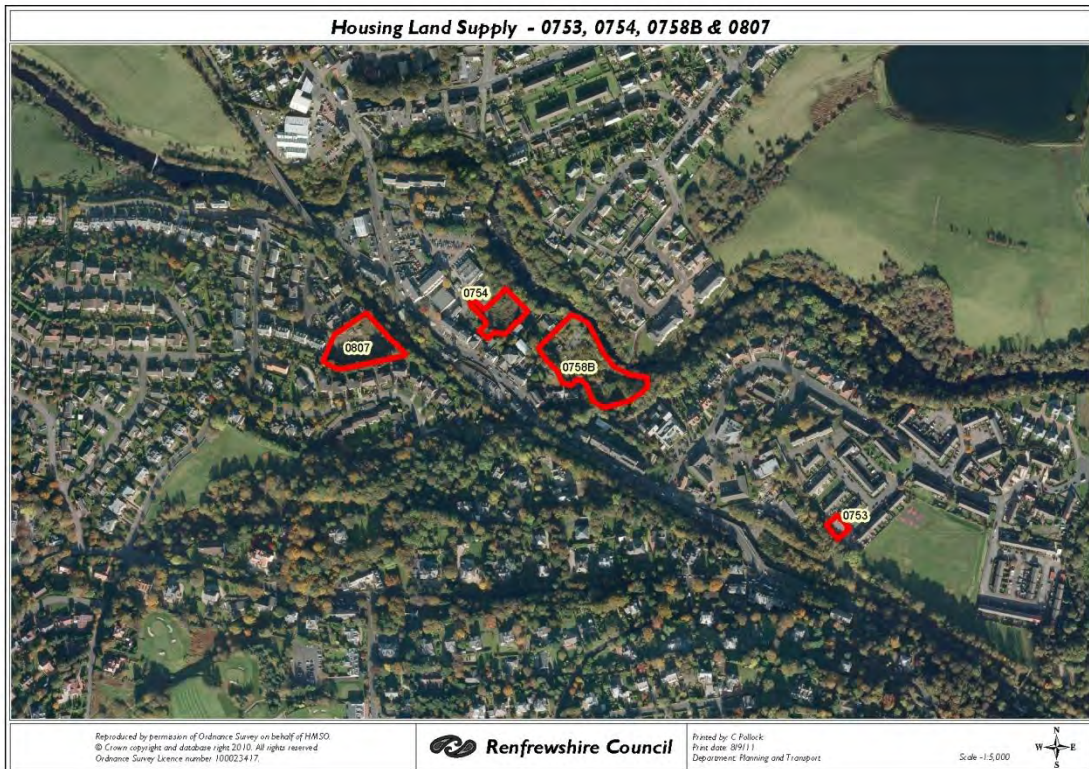 Housing Land Supply - 0753, 0754, 0758B & 0807
0754
0807
0758B
0753
Reproduced by permission of Ordnance Survey on behalf of HMSO.
© Crown copyright and database right 2010. All rights reserved
Ordnance Survey Licence number 100023417.
Renfrewshire Council
Printed by: C Pollock
Print date: 8/9/11
Department: Planning and Transport
Scale -1:5,000
N
W E
S